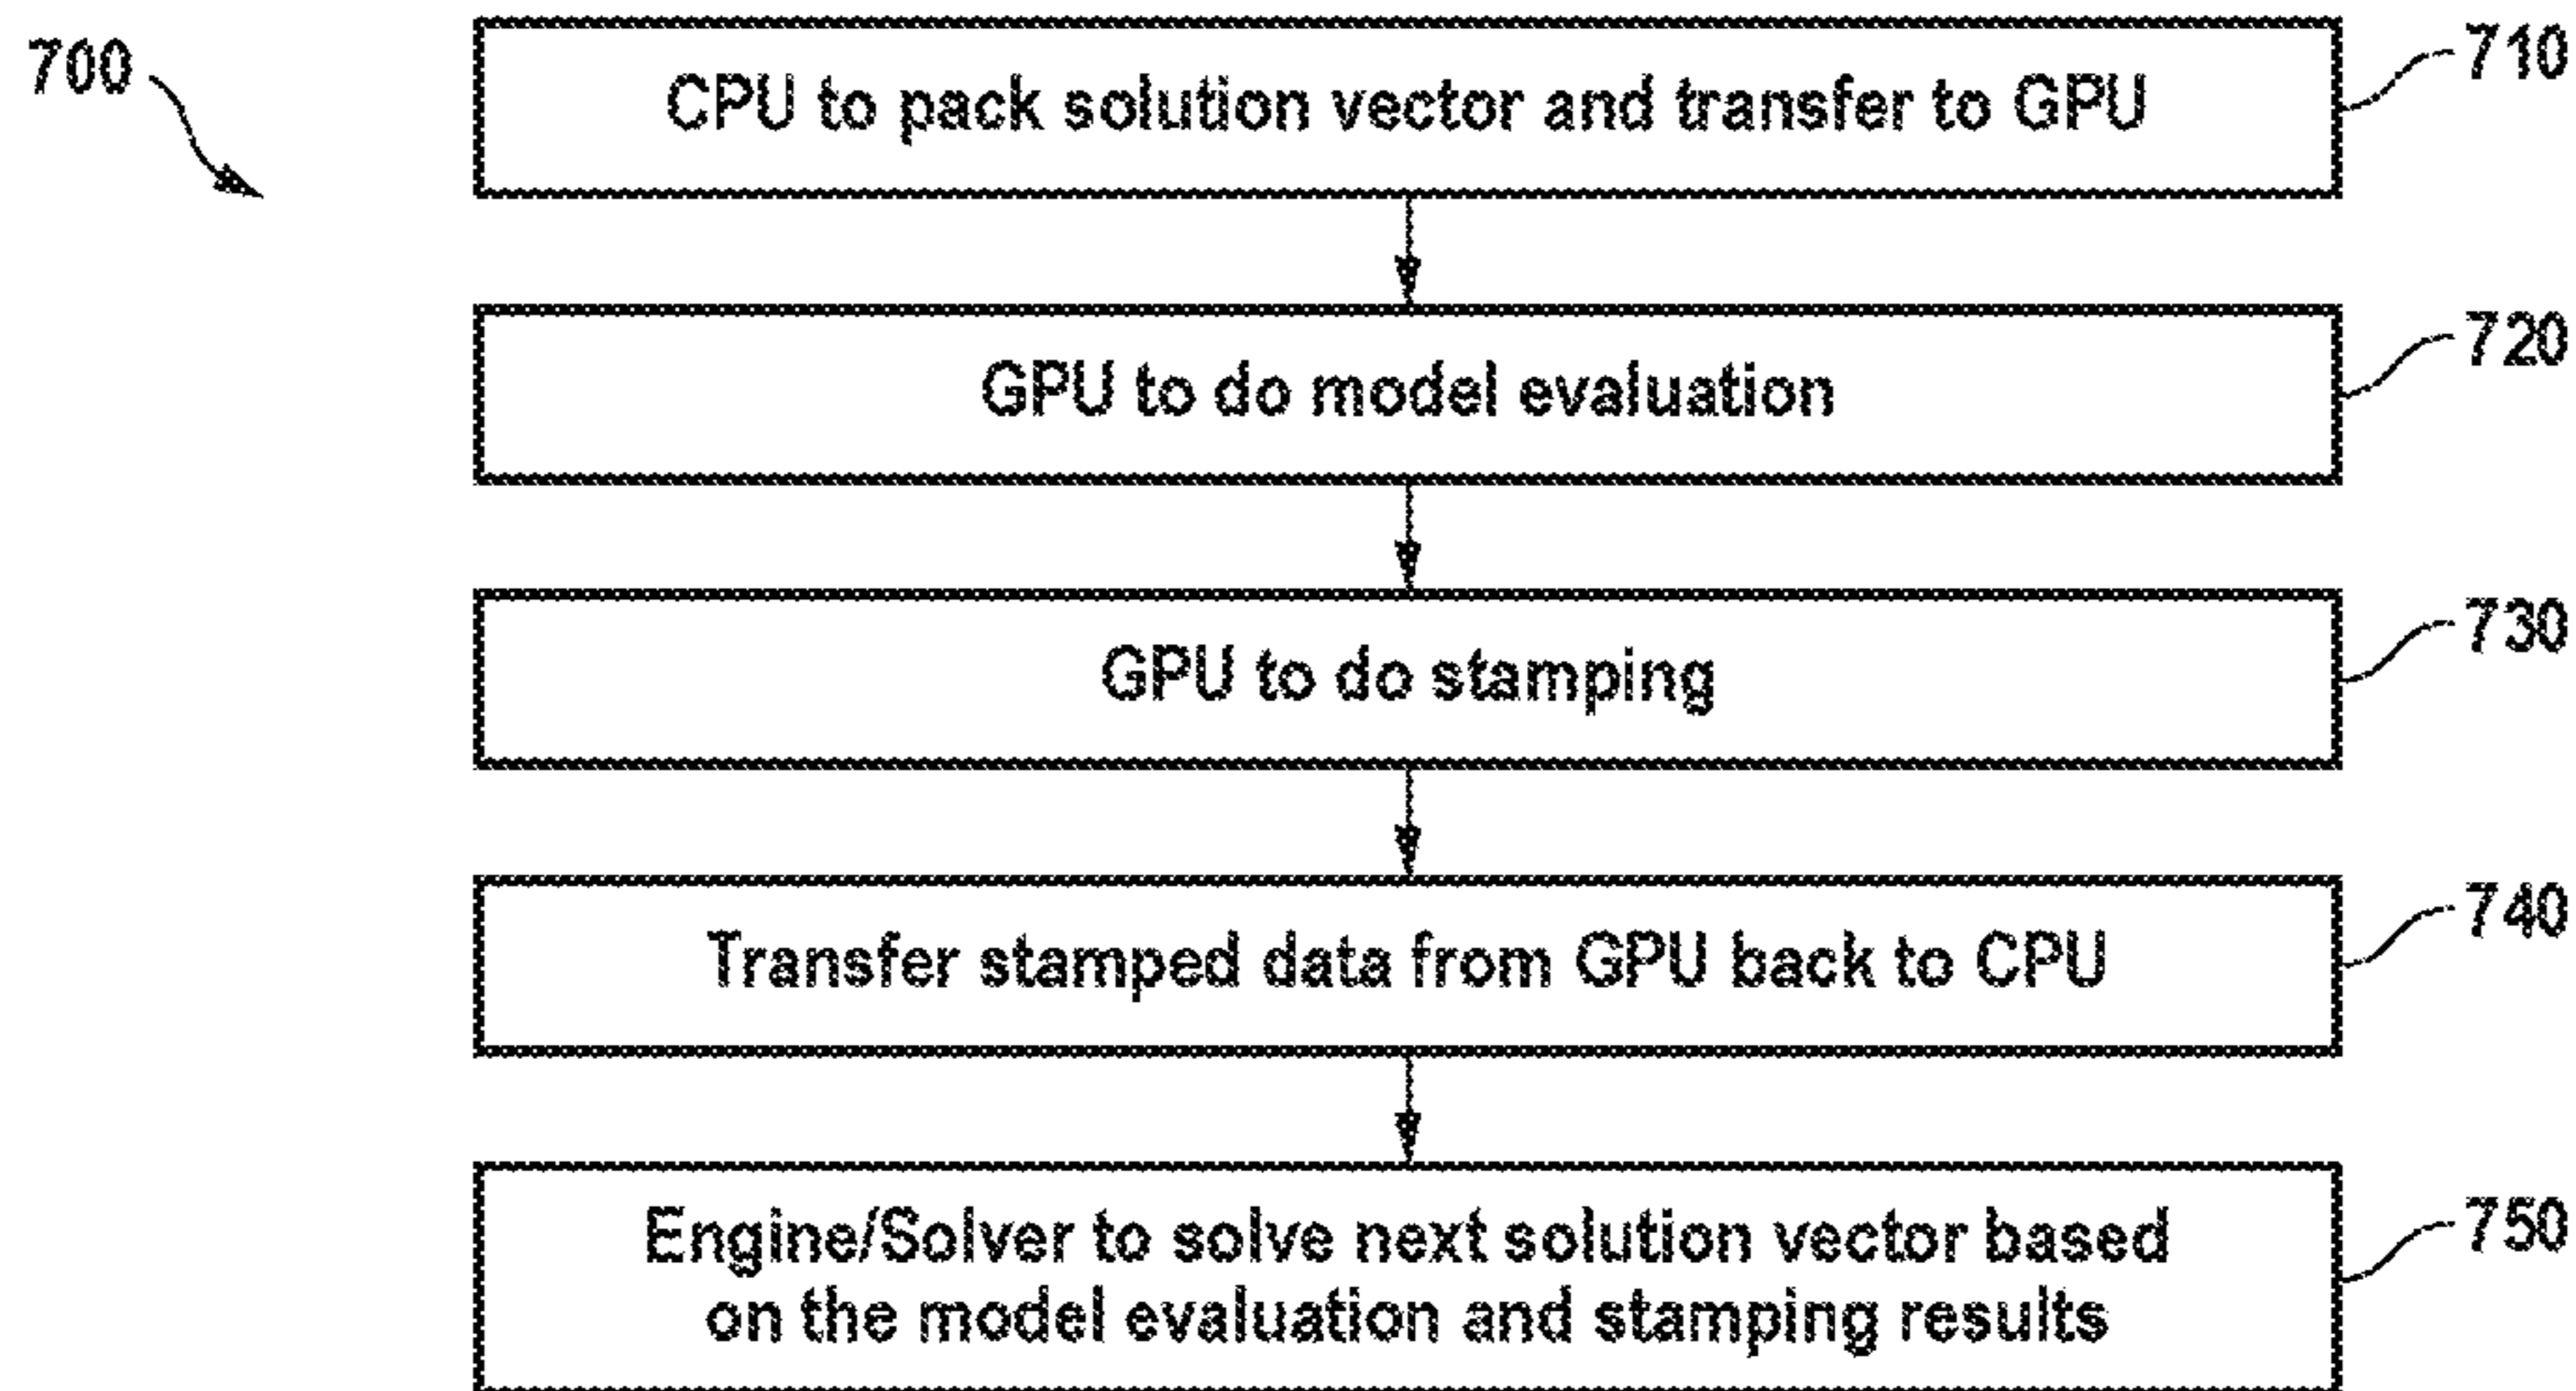 700
CPU to pack solution vector and transfer to GPU
710
GPU to do model evaluation
720
GPU to do stamping
730
Transfer stamped data from GPU back to CPU
740
Engine/Solver to solve next solution vector based
on the model evaluation and stamping results
750